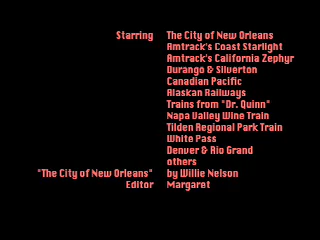 Starring The City of New Orleans
Amtrack's Coast Starlight
Amtrack's California Zephyr
Durango & Silverton
Canadian Pacific
Alaskan Railways
Trains from "Dr. Quinn"
Napa Valley Wine Train
Tilden Regional Park Train
White Pass
Denver & Rio Grand
others
"The City of New Orleans" by Willie Nelson
Editor Margaret